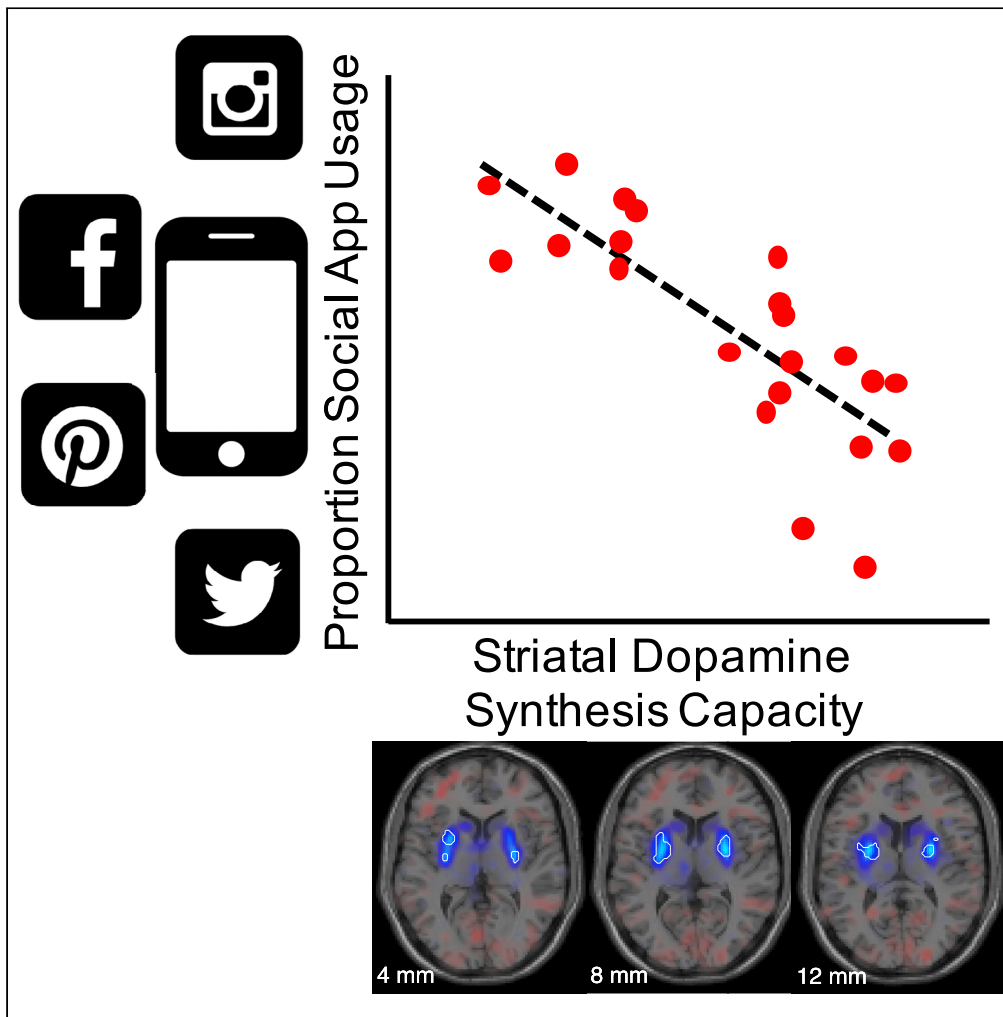 Proportion Social App Usage
Striatal Dopamine
Synthesis Capacity
4 mm
8 mm
12 mm